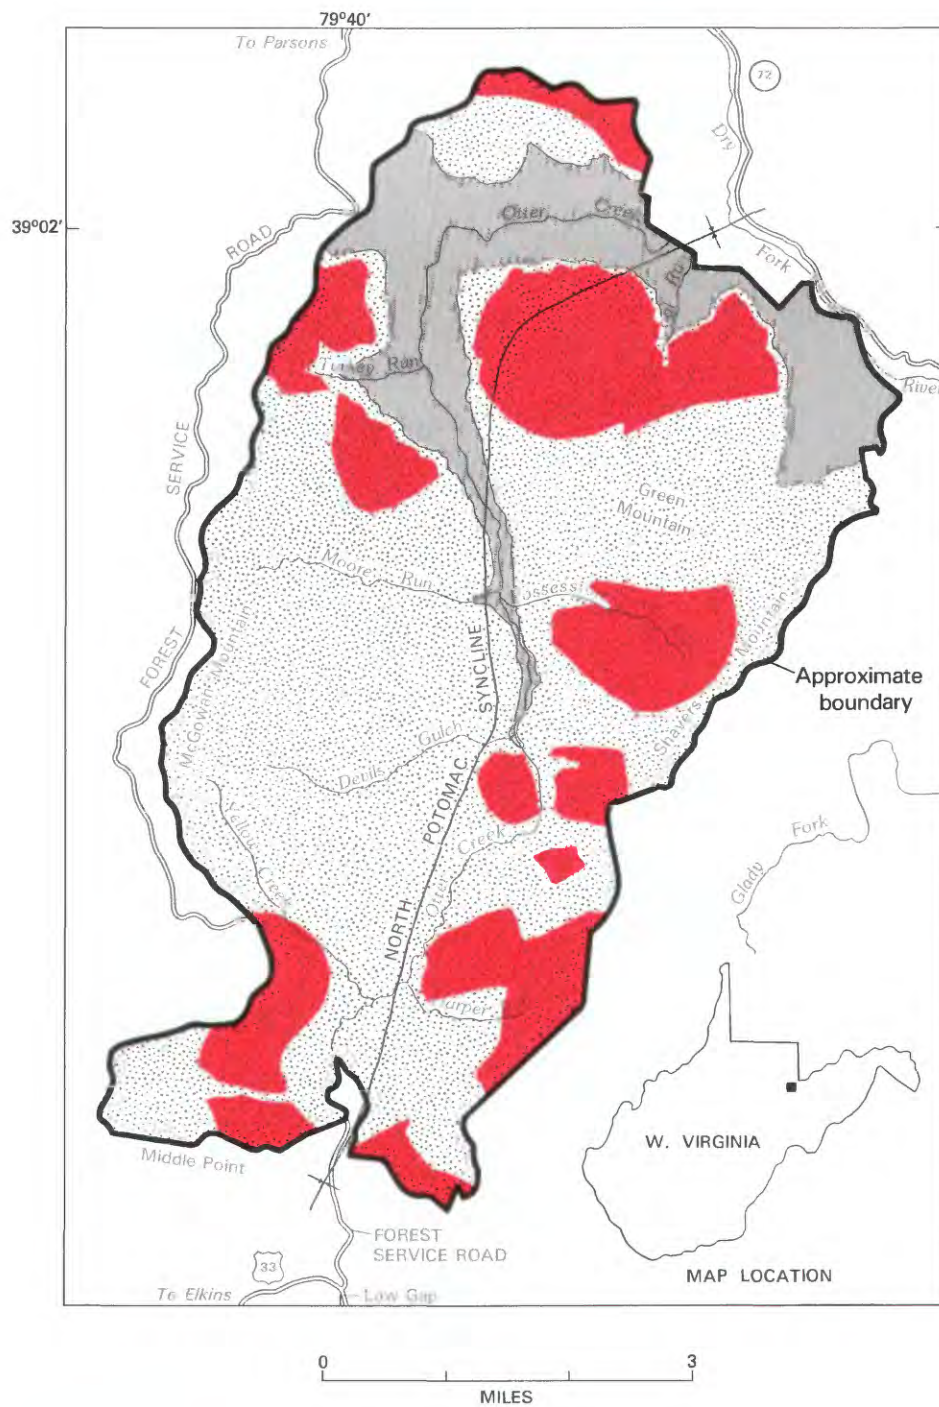 79°40'
To Parsons
72
Dry
Fork
River
39°02'
Otter Creek
ROAD
SERVICE
FOREST
Turkey Run
Green
Mountain
Moore Run
McGowan Mountain
Shavers Mountain
Approximate
boundary
NORTH POTOMAC SYNCLINE
Devils Gulch
Yellow Creek
Otter Creek
Glady Fork
Middle Point
W. VIRGINIA
MAP LOCATION
FOREST
SERVICE ROAD
33
To Elkins
Low Gap
0 3
MILES